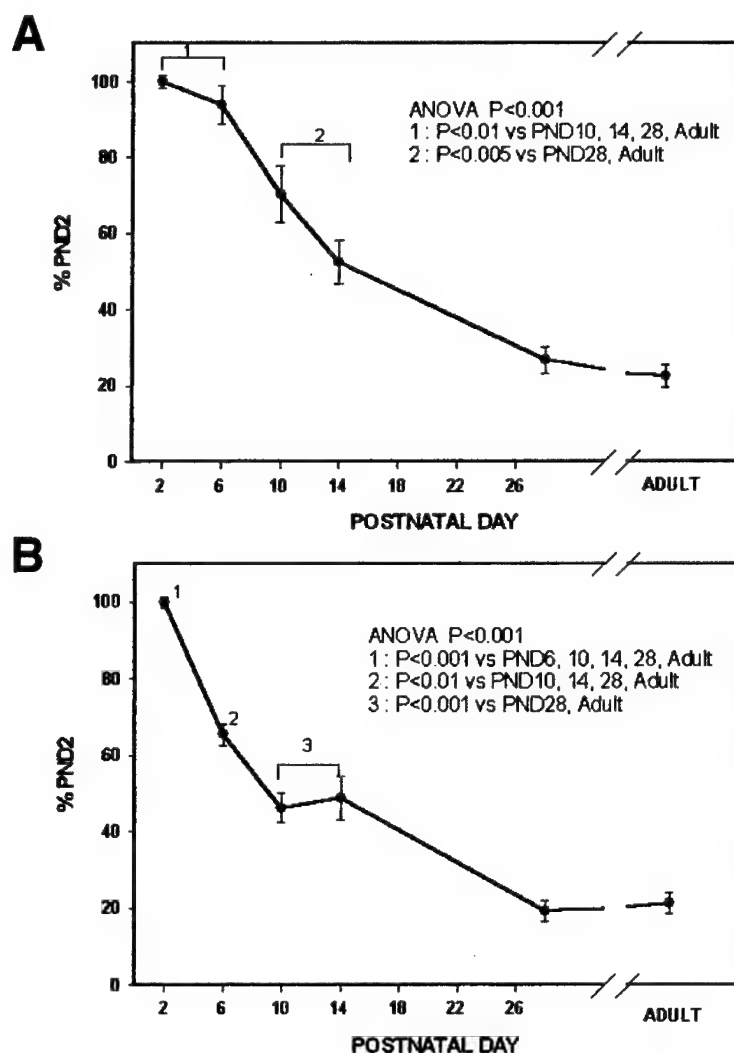 A
1
100
80
60
40
20
0
% PND2
2
ANOVA P<0.001
1 : P<0.01 vs PND10, 14, 28, Adult
2 : P<0.005 vs PND28, Adult
2 6 10 14 18 22 26 ADULT
POSTNATAL DAY
B
100
80
60
40
20
0
% PND2
1
2
3
ANOVA P<0.001
1 : P<0.001 vs PND6, 10, 14, 28, Adult
2 : P<0.01 vs PND10, 14, 28, Adult
3 : P<0.001 vs PND28, Adult
2 6 10 14 18 22 26 ADULT
POSTNATAL DAY